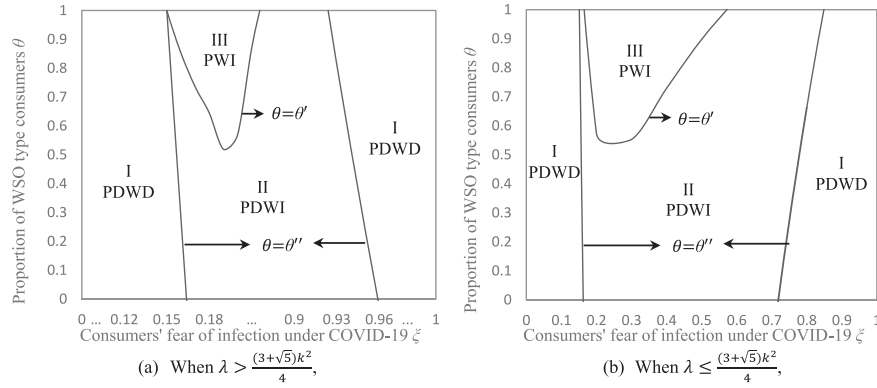 Proportion of WSO type consumers θ
1
0.9
0.8
0.7
0.6
0.5
0.4
0.3
0.2
0.1
0
III
PWI
θ=θ′
I
PDWD
I
PDWD
II
PDWI
θ=θ″
0 ... 0.12 0.15 0.18 ... 0.9 0.93 0.96 ... 1
Consumers' fear of infection under COVID-19 ξ
(a) When λ > (3+√5)k²/4,
Proportion of WSO type consumers θ
1
0.9
0.8
0.7
0.6
0.5
0.4
0.3
0.2
0.1
0
III
PWI
θ=θ′
I
PDWD
II
PDWI
I
PDWD
θ=θ″
0 0.1 0.2 0.3 0.4 0.5 0.6 0.7 0.8 0.9 1
Consumers' fear of infection under COVID-19 ξ
(b) When λ ≤ (3+√5)k²/4,